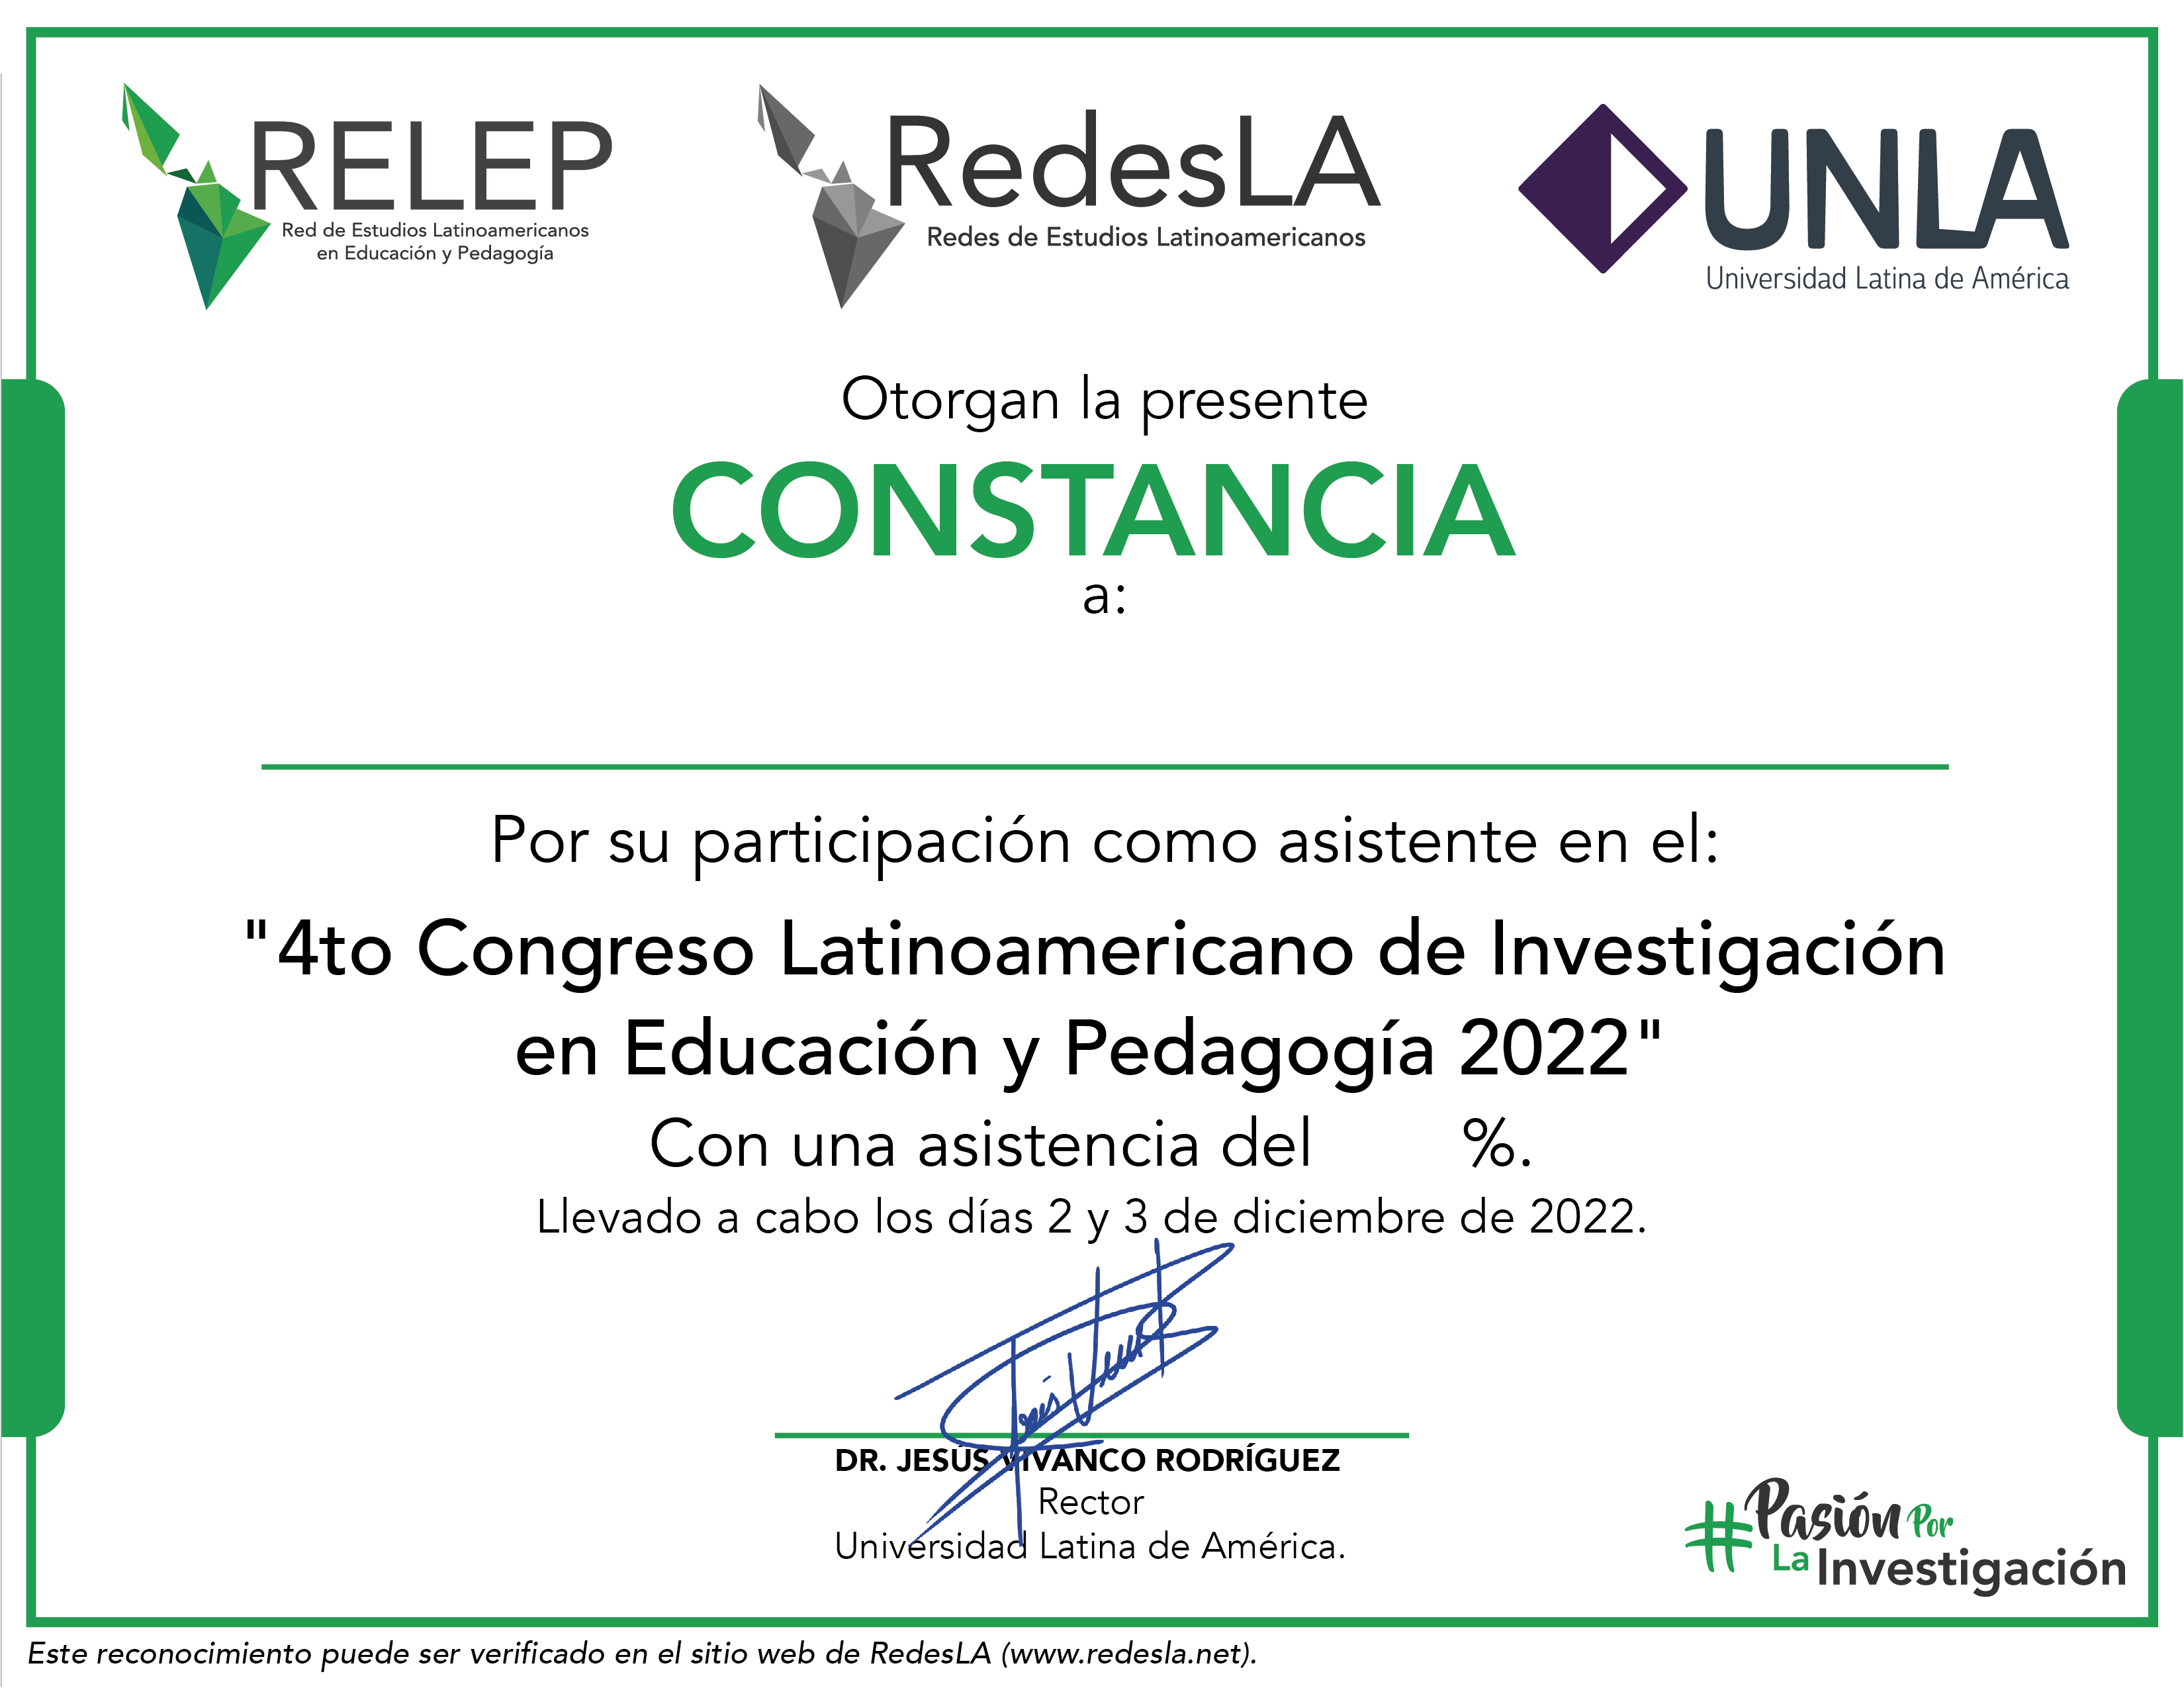 RELEP
Red de Estudios Latinoamericanos
en Educación y Pedagogía
RedesLA
Redes de Estudios Latinoamericanos
UNLA
Universidad Latina de América
Otorgan la presente
CONSTANCIA
a:
Por su participación como asistente en el:
"4to Congreso Latinoamericano de Investigación
en Educación y Pedagogía 2022"
Con una asistencia del %.
Llevado a cabo los días 2 y 3 de diciembre de 2022.
DR. JESÚS VIVANCO RODRÍGUEZ
Rector
Universidad Latina de América.
#Pasión Por
La Investigación
Este reconocimiento puede ser verificado en el sitio web de RedesLA (www.redesla.net).